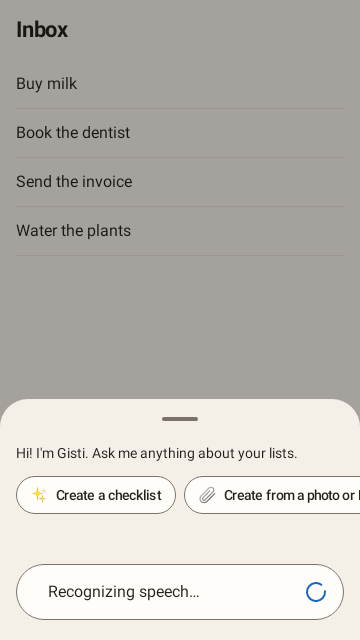 Inbox
Buy milk
Book the dentist
Send the invoice
Water the plants
Hi! I'm Gisti. Ask me anything about your lists.
Create a checklist
Create from a photo or
Recognizing speech…